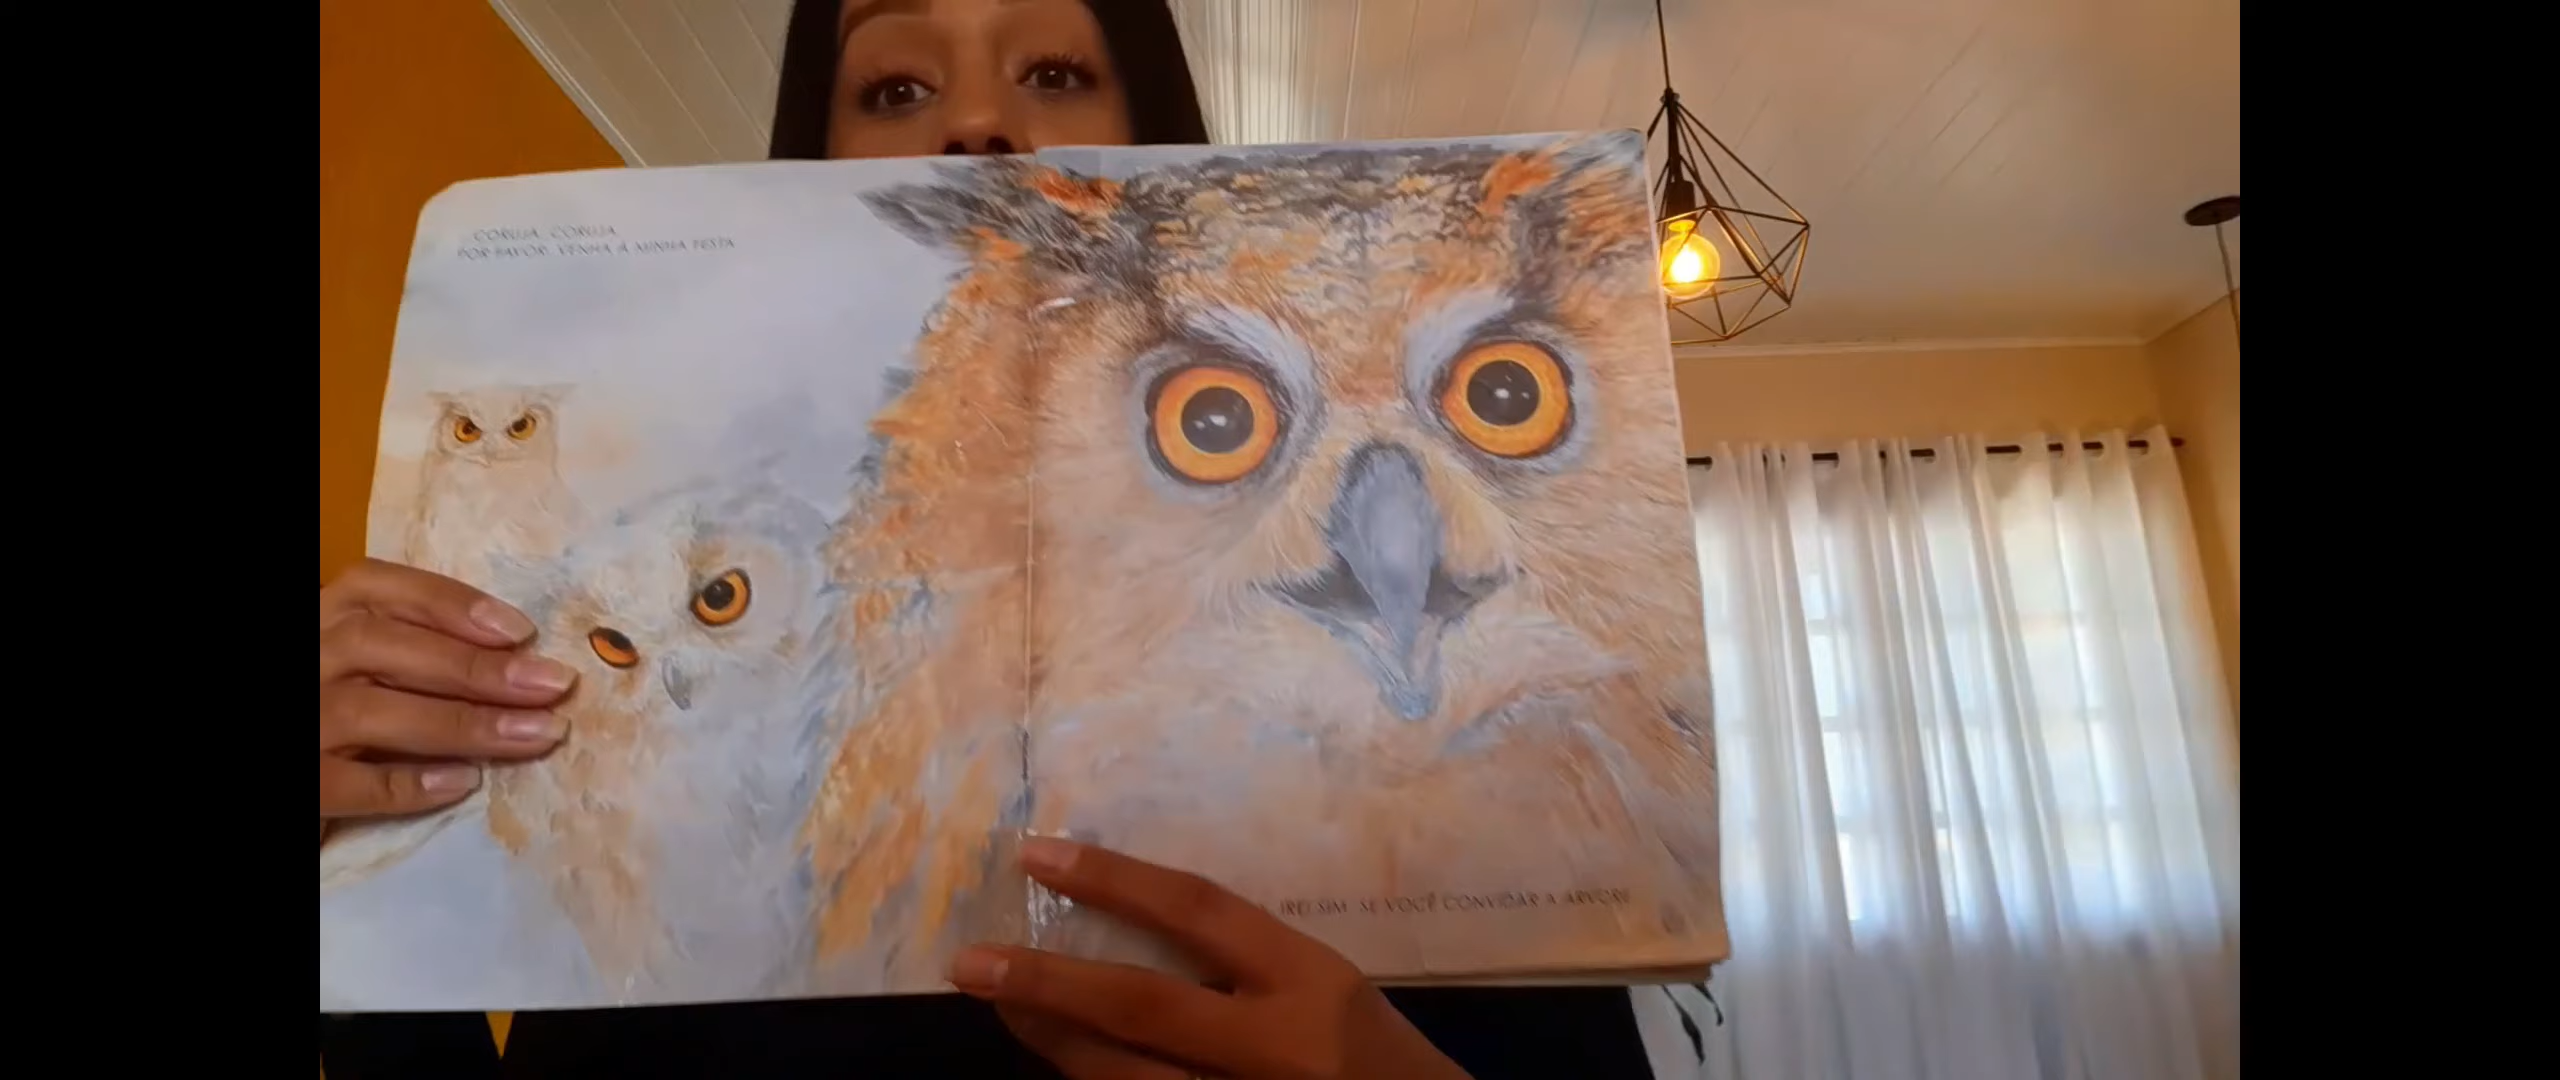 CORUJA, CORUJA,
POR FAVOR, VENHA À MINHA FESTA
IREI SIM, SE VOCÊ CONVIDAR A ÁRVORE